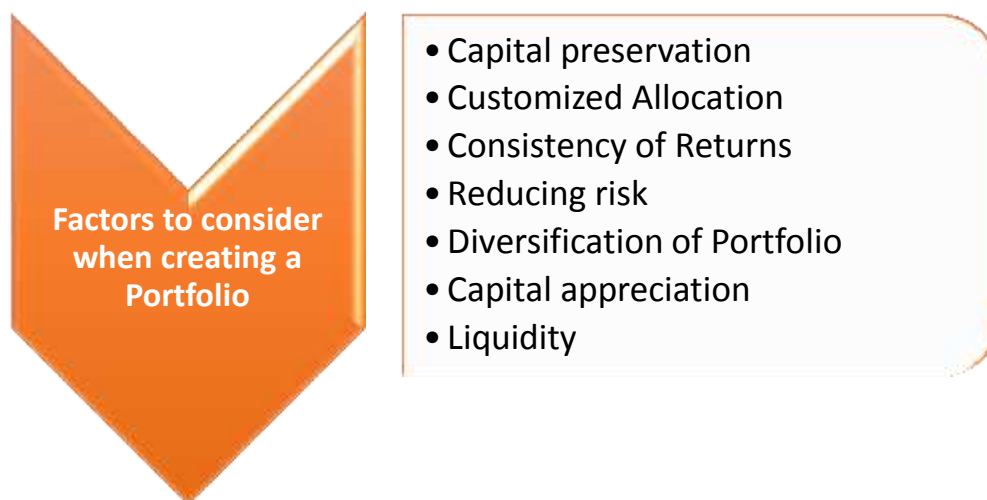 Factors to consider
when creating a
Portfolio
• Capital preservation
• Customized Allocation
• Consistency of Returns
• Reducing risk
• Diversification of Portfolio
• Capital appreciation
• Liquidity